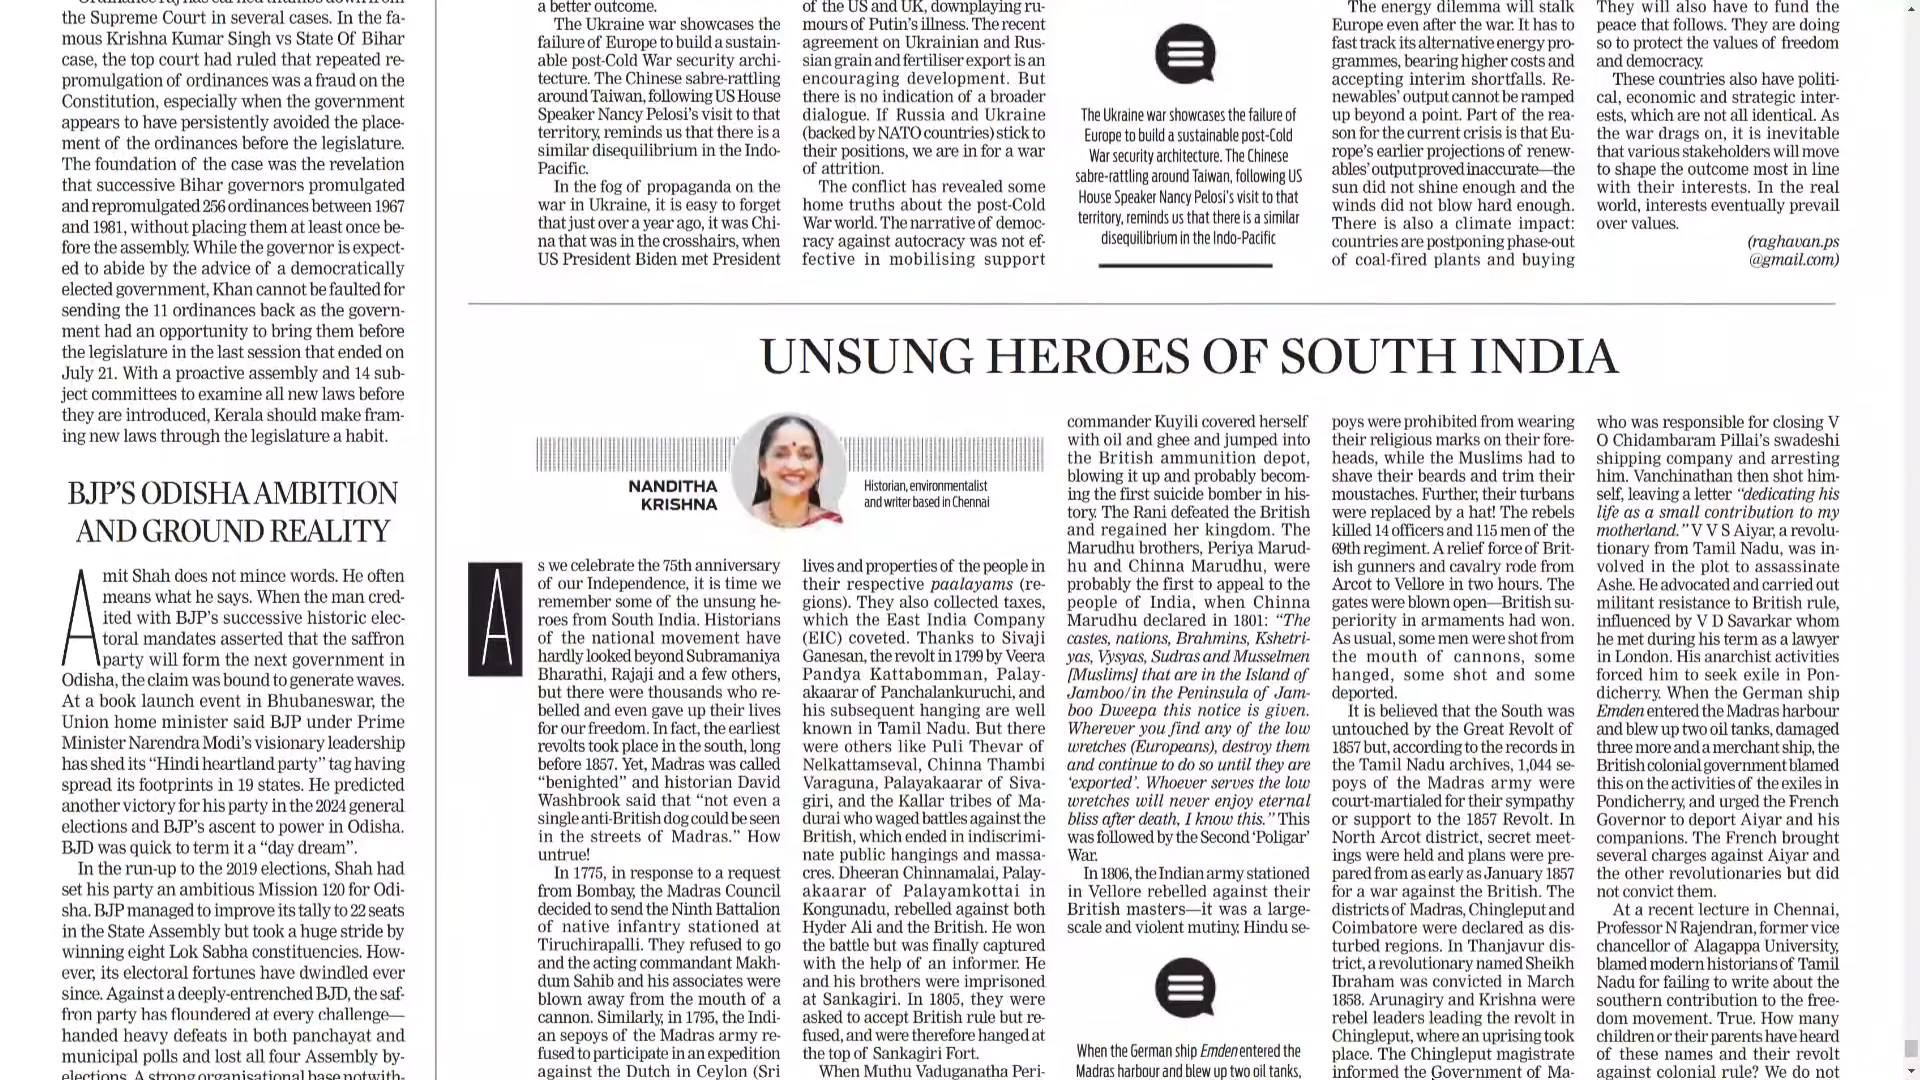 the Supreme Court in several cases. In the fa-
mous Krishna Kumar Singh vs State Of Bihar
case, the top court had ruled that repeated re-
promulgation of ordinances was a fraud on the
Constitution, especially when the government
appears to have persistently avoided the place-
ment of the ordinances before the legislature.
The foundation of the case was the revelation
that successive Bihar governors promulgated
and repromulgated 256 ordinances between 1967
and 1981, without placing them at least once be-
fore the assembly. While the governor is expect-
ed to abide by the advice of a democratically
elected government, Khan cannot be faulted for
sending the 11 ordinances back as the govern-
ment had an opportunity to bring them before
the legislature in the last session that ended on
July 21. With a proactive assembly and 14 sub-
ject committees to examine all new laws before
they are introduced, Kerala should make fram-
ing new laws through the legislature a habit.
BJP'S ODISHA AMBITION
AND GROUND REALITY
Amit Shah does not mince words. He often
means what he says. When the man cred-
ited with BJP's successive historic elec-
toral mandates asserted that the saffron
party will form the next government in
Odisha, the claim was bound to generate waves.
At a book launch event in Bhubaneswar, the
Union home minister said BJP under Prime
Minister Narendra Modi's visionary leadership
has shed its "Hindi heartland party" tag having
spread its footprints in 19 states. He predicted
another victory for his party in the 2024 general
elections and BJP's ascent to power in Odisha.
BJD was quick to term it a "day dream".
In the run-up to the 2019 elections, Shah had
set his party an ambitious Mission 120 for Odi-
sha. BJP managed to improve its tally to 22 seats
in the State Assembly but took a huge stride by
winning eight Lok Sabha constituencies. How-
ever, its electoral fortunes have dwindled ever
since. Against a deeply-entrenched BJD, the saf-
fron party has floundered at every challenge—
handed heavy defeats in both panchayat and
municipal polls and lost all four Assembly by-
elections. A strong organisational base notwith-
a better outcome.
The Ukraine war showcases the
failure of Europe to build a sustain-
able post-Cold War security archi-
tecture. The Chinese sabre-rattling
around Taiwan, following US House
Speaker Nancy Pelosi's visit to that
territory, reminds us that there is a
similar disequilibrium in the Indo-
Pacific.
In the fog of propaganda on the
war in Ukraine, it is easy to forget
that just over a year ago, it was Chi-
na that was in the crosshairs, when
US President Biden met President
of the US and UK, downplaying ru-
mours of Putin's illness. The recent
agreement on Ukrainian and Rus-
sian grain and fertiliser export is an
encouraging development. But
there is no indication of a broader
dialogue. If Russia and Ukraine
(backed by NATO countries) stick to
their positions, we are in for a war
of attrition.
The conflict has revealed some
home truths about the post-Cold
War world. The narrative of democ-
racy against autocracy was not ef-
fective in mobilising support
The Ukraine war showcases the failure of
Europe to build a sustainable post-Cold
War security architecture. The Chinese
sabre-rattling around Taiwan, following US
House Speaker Nancy Pelosi's visit to that
territory, reminds us that there is a similar
disequilibrium in the Indo-Pacific
The energy dilemma will stalk
Europe even after the war. It has to
fast track its alternative energy pro-
grammes, bearing higher costs and
accepting interim shortfalls. Re-
newables' output cannot be ramped
up beyond a point. Part of the rea-
son for the current crisis is that Eu-
rope's earlier projections of renew-
ables' output proved inaccurate—the
sun did not shine enough and the
winds did not blow hard enough.
There is also a climate impact:
countries are postponing phase-out
of coal-fired plants and buying
They will also have to fund the
peace that follows. They are doing
so to protect the values of freedom
and democracy.
These countries also have politi-
cal, economic and strategic inter-
ests, which are not all identical. As
the war drags on, it is inevitable
that various stakeholders will move
to shape the outcome most in line
with their interests. In the real
world, interests eventually prevail
over values.
(raghavan.ps
@gmail.com)
UNSUNG HEROES OF SOUTH INDIA
NANDITHA
KRISHNA
Historian, environmentalist
and writer based in Chennai
As we celebrate the 75th anniversary
of our Independence, it is time we
remember some of the unsung he-
roes from South India. Historians
of the national movement have
hardly looked beyond Subramaniya
Bharathi, Rajaji and a few others,
but there were thousands who re-
belled and even gave up their lives
for our freedom. In fact, the earliest
revolts took place in the south, long
before 1857. Yet, Madras was called
"benighted" and historian David
Washbrook said that "not even a
single anti-British dog could be seen
in the streets of Madras." How
untrue!
In 1775, in response to a request
from Bombay, the Madras Council
decided to send the Ninth Battalion
of native infantry stationed at
Tiruchirapalli. They refused to go
and the acting commandant Makh-
dum Sahib and his associates were
blown away from the mouth of a
cannon. Similarly, in 1795, the Indi-
an sepoys of the Madras army re-
fused to participate in an expedition
against the Dutch in Ceylon (Sri
lives and properties of the people in
their respective paalayams (re-
gions). They also collected taxes,
which the East India Company
(EIC) coveted. Thanks to Sivaji
Ganesan, the revolt in 1799 by Veera
Pandya Kattabomman, Palay-
akaarar of Panchalankuruchi, and
his subsequent hanging are well
known in Tamil Nadu. But there
were others like Puli Thevar of
Nelkattamseval, Chinna Thambi
Varaguna, Palayakaarar of Siva-
giri, and the Kallar tribes of Ma-
durai who waged battles against the
British, which ended in indiscrimi-
nate public hangings and massa-
cres. Dheeran Chinnamalai, Palay-
akaarar of Palayamkottai in
Kongunadu, rebelled against both
Hyder Ali and the British. He won
the battle but was finally captured
with the help of an informer. He
and his brothers were imprisoned
at Sankagiri. In 1805, they were
asked to accept British rule but re-
fused, and were therefore hanged at
the top of Sankagiri Fort.
When Muthu Vaduganatha Peri-
commander Kuyili covered herself
with oil and ghee and jumped into
the British ammunition depot,
blowing it up and probably becom-
ing the first suicide bomber in his-
tory. The Rani defeated the British
and regained her kingdom. The
Marudhu brothers, Periya Marud-
hu and Chinna Marudhu, were
probably the first to appeal to the
people of India, when Chinna
Marudhu declared in 1801: "The
castes, nations, Brahmins, Kshetri-
yas, Vysyas, Sudras and Musselmen
[Muslims] that are in the Island of
Jamboo/in the Peninsula of Jam-
boo Dweepa this notice is given.
Wherever you find any of the low
wretches (Europeans), destroy them
and continue to do so until they are
'exported'. Whoever serves the low
wretches will never enjoy eternal
bliss after death, I know this." This
was followed by the Second 'Poligar'
War.
In 1806, the Indian army stationed
in Vellore rebelled against their
British masters—it was a large-
scale and violent mutiny. Hindu se-
When the German ship Emden entered the
Madras harbour and blew up two oil tanks,
poys were prohibited from wearing
their religious marks on their fore-
heads, while the Muslims had to
shave their beards and trim their
moustaches. Further, their turbans
were replaced by a hat! The rebels
killed 14 officers and 115 men of the
69th regiment. A relief force of Brit-
ish gunners and cavalry rode from
Arcot to Vellore in two hours. The
gates were blown open—British su-
periority in armaments had won.
As usual, some men were shot from
the mouth of cannons, some
hanged, some shot and some
deported.
It is believed that the South was
untouched by the Great Revolt of
1857 but, according to the records in
the Tamil Nadu archives, 1,044 se-
poys of the Madras army were
court-martialed for their sympathy
or support to the 1857 Revolt. In
North Arcot district, secret meet-
ings were held and plans were pre-
pared from as early as January 1857
for a war against the British. The
districts of Madras, Chingleput and
Coimbatore were declared as dis-
turbed regions. In Thanjavur dis-
trict, a revolutionary named Sheikh
Ibraham was convicted in March
1858. Arunagiry and Krishna were
rebel leaders leading the revolt in
Chingleput, where an uprising took
place. The Chingleput magistrate
informed the Government of Ma-
who was responsible for closing V
O Chidambaram Pillai's swadeshi
shipping company and arresting
him. Vanchinathan then shot him-
self, leaving a letter "dedicating his
life as a small contribution to my
motherland." V V S Aiyar, a revolu-
tionary from Tamil Nadu, was in-
volved in the plot to assassinate
Ashe. He advocated and carried out
militant resistance to British rule,
influenced by V D Savarkar whom
he met during his term as a lawyer
in London. His anarchist activities
forced him to seek exile in Pon-
dicherry. When the German ship
Emden entered the Madras harbour
and blew up two oil tanks, damaged
three more and a merchant ship, the
British colonial government blamed
this on the activities of the exiles in
Pondicherry, and urged the French
Governor to deport Aiyar and his
companions. The French brought
several charges against Aiyar and
the other revolutionaries but did
not convict them.
At a recent lecture in Chennai,
Professor N Rajendran, former vice
chancellor of Alagappa University,
blamed modern historians of Tamil
Nadu for failing to write about the
southern contribution to the free-
dom movement. True. How many
children or their parents have heard
of these names and their revolt
against colonial rule? We do not